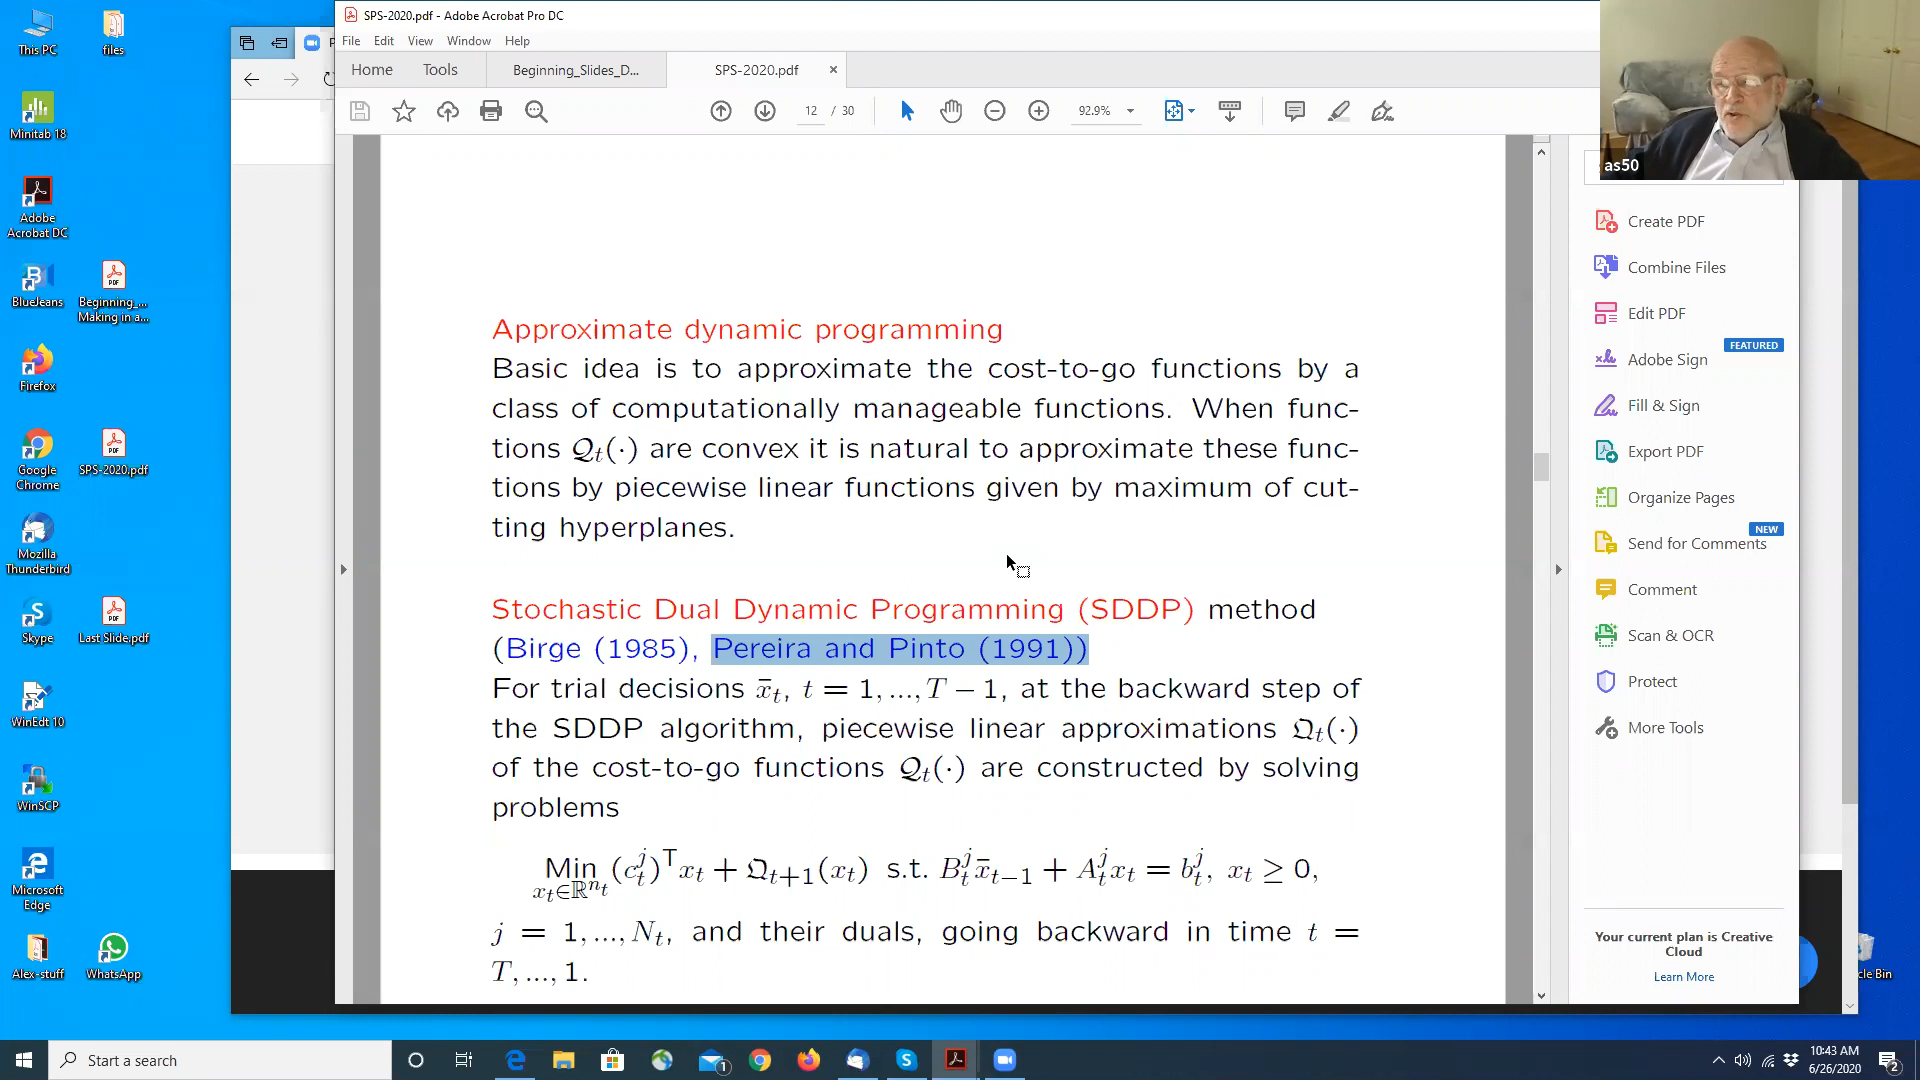 This PC
files
Minitab 18
Adobe
Acrobat DC
BlueJeans
Beginning_...
Making in a...
Firefox
Google
Chrome
SPS-2020.pdf
Mozilla
Thunderbird
Skype
Last Slide.pdf
WinEdt 10
WinSCP
Microsoft
Edge
Alex-stuff
WhatsApp
SPS-2020.pdf - Adobe Acrobat Pro DC
File Edit View Window Help
Home Tools Beginning_Slides_D... SPS-2020.pdf
12 / 30 92.9%
as50
Approximate dynamic programming
Basic idea is to approximate the cost-to-go functions by a
class of computationally manageable functions. When func-
tions 𝒬_t(·) are convex it is natural to approximate these func-
tions by piecewise linear functions given by maximum of cut-
ting hyperplanes.
Stochastic Dual Dynamic Programming (SDDP) method
(Birge (1985), Pereira and Pinto (1991))
For trial decisions x̄_t, t = 1, ..., T − 1, at the backward step of
the SDDP algorithm, piecewise linear approximations 𝔔_t(·)
of the cost-to-go functions 𝒬_t(·) are constructed by solving
problems
Min_{x_t∈ℝ^{n_t}} (c_t^j)^⊤ x_t + 𝔔_{t+1}(x_t) s.t. B_t^j x̄_{t−1} + A_t^j x_t = b_t^j, x_t ≥ 0,
j = 1, ..., N_t, and their duals, going backward in time t =
T, ..., 1.
Create PDF
Combine Files
Edit PDF
FEATURED
Adobe Sign
Fill & Sign
Export PDF
Organize Pages
NEW
Send for Comments
Comment
Scan & OCR
Protect
More Tools
Your current plan is Creative
Cloud
Learn More
cle Bin
Start a search
1
10:43 AM
6/26/2020
2